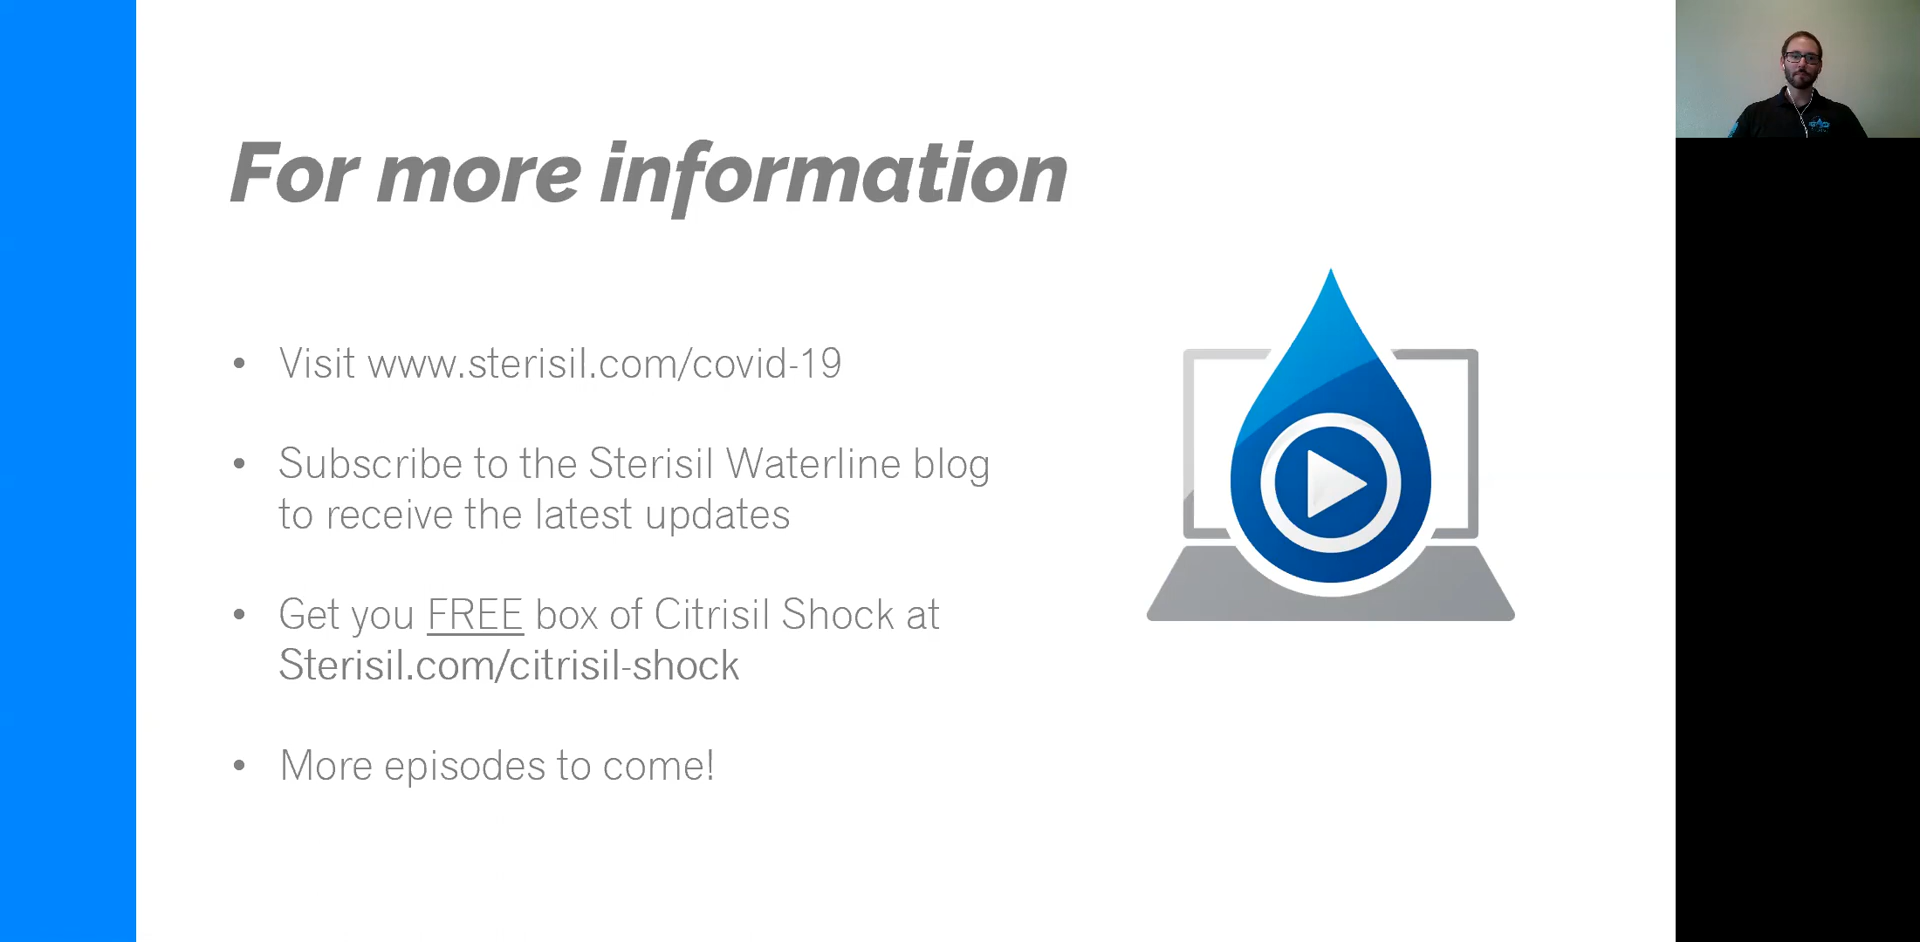 For more information
• Visit www.sterisil.com/covid-19
• Subscribe to the Sterisil Waterline blog
to receive the latest updates
• Get you FREE box of Citrisil Shock at
Sterisil.com/citrisil-shock
• More episodes to come!